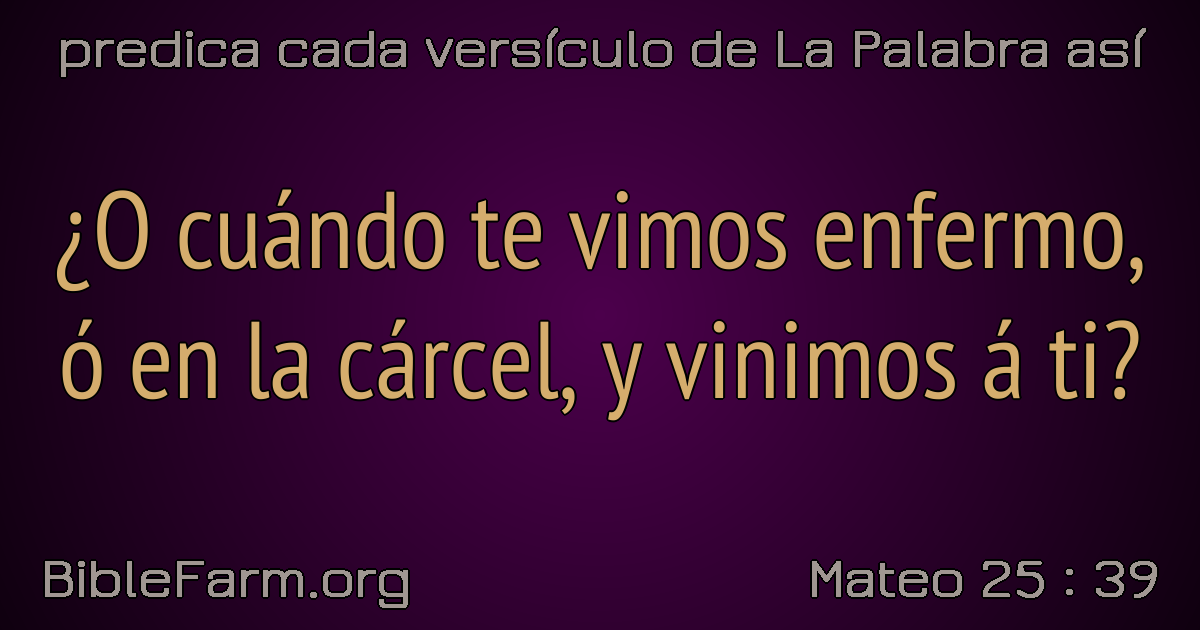 predica cada versículo de La Palabra así
¿O cuándo te vimos enfermo,
ó en la cárcel, y vinimos á ti?
BibleFarm.org
Mateo 25 : 39